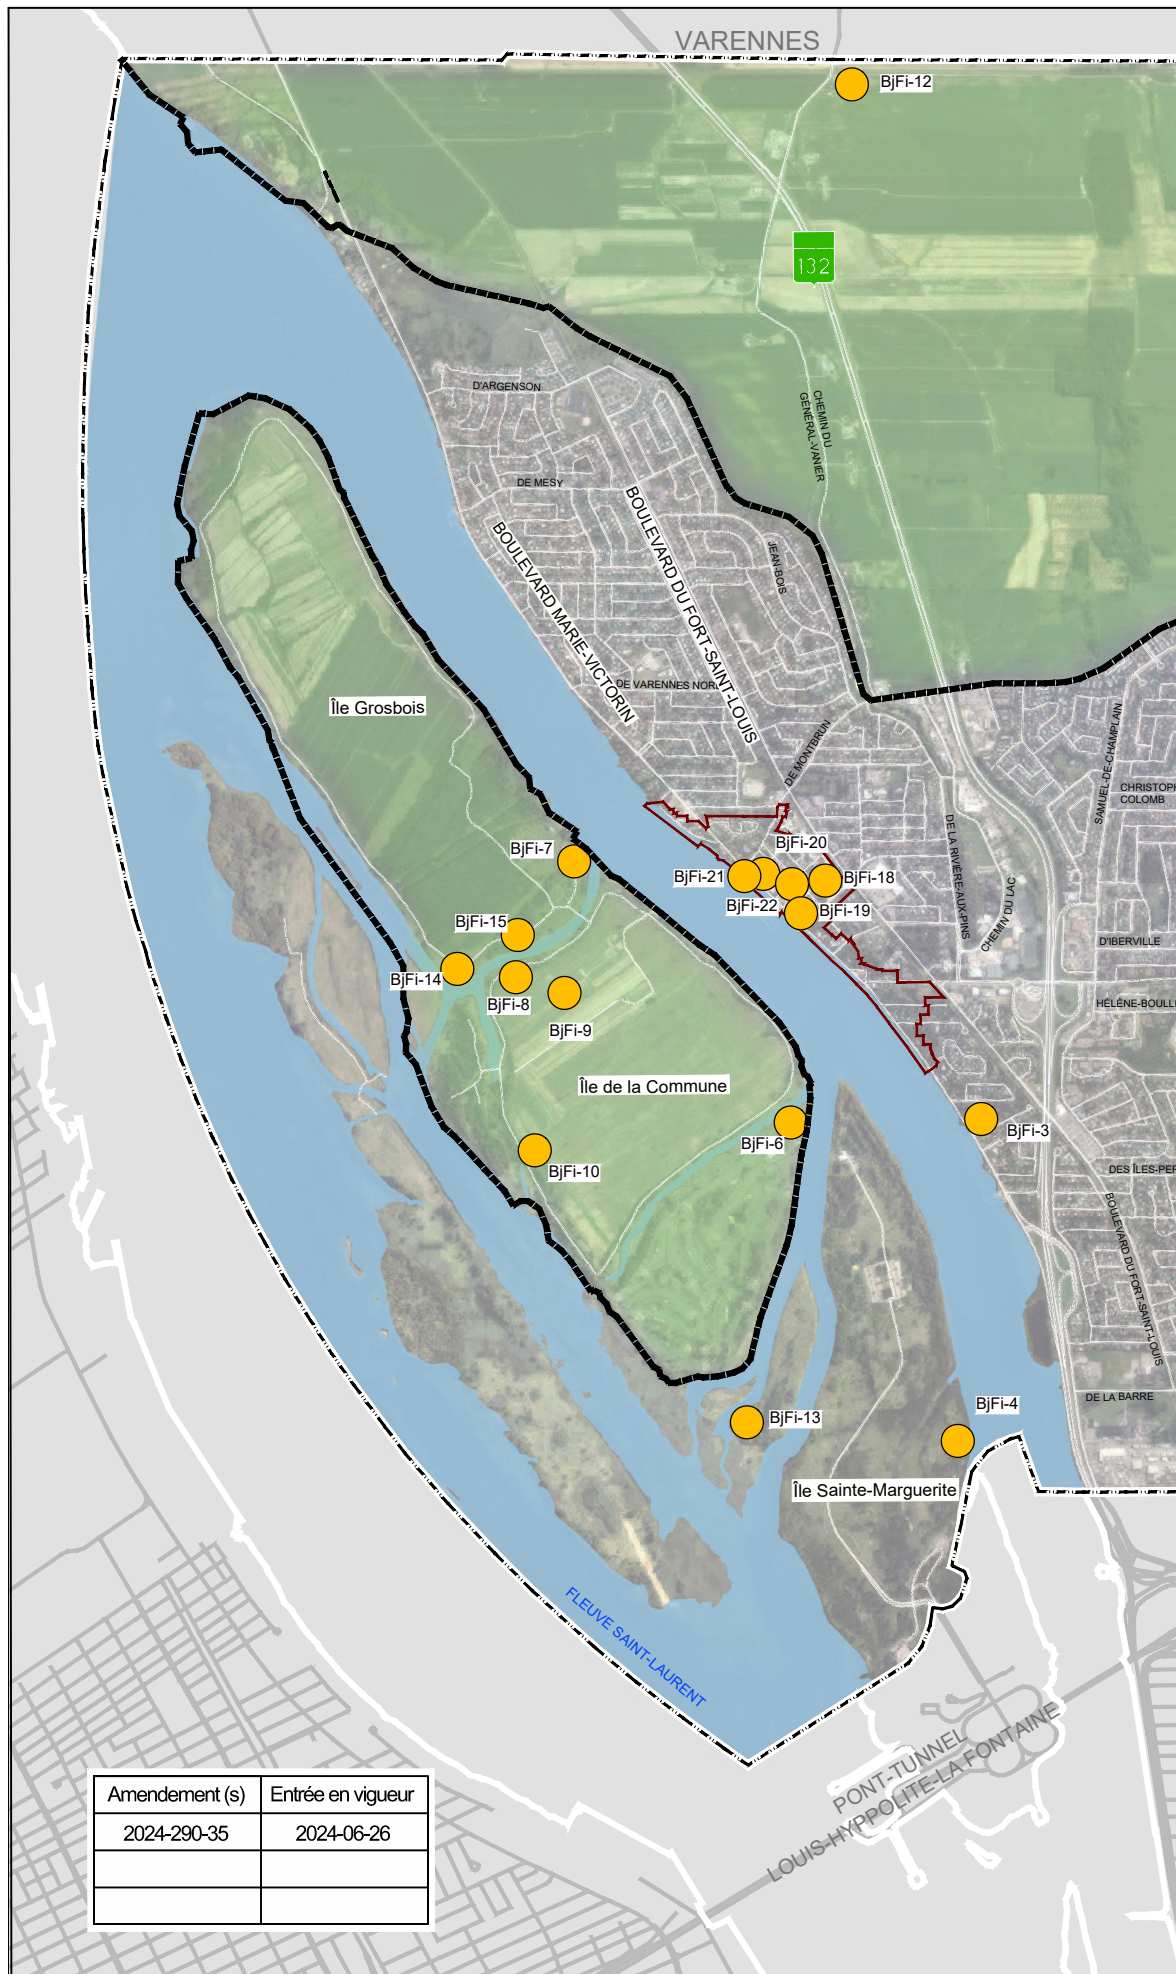 VARENNES
BjFi-12
132
D'ARGENSON
CHEMIN DU
GÉNÉRAL-VANIER
DE MESY
BOULEVARD DU FORT-SAINT-LOUIS
BOULEVARD MARIE-VICTORIN
JEAN-BOIS
DE VARENNES NOR
Île Grosbois
DE MONTBRUN
SAMUEL-DE-CHAMPLAIN
CHRISTOPH
COLOMB
BjFi-20
BjFi-7
BjFi-21
BjFi-18
BjFi-22
BjFi-19
DE LA RIVIÈRE-AUX-PINS
CHEMIN DU LAC
BjFi-15
D'IBERVILLE
BjFi-14
BjFi-8
BjFi-9
HÉLÈNE-BOULL
Île de la Commune
BjFi-6
BjFi-3
BjFi-10
DES ÎLES-PER
BOULEVARD DU FORT-SAINT-LOUIS
DE LA BARRE
BjFi-4
BjFi-13
Île Sainte-Marguerite
FLEUVE SAINT-LAURENT
PONT-TUNNEL
LOUIS-HYPPOLITE-LA FONTAINE
Amendement (s) Entrée en vigueur
2024-290-35 2024-06-26